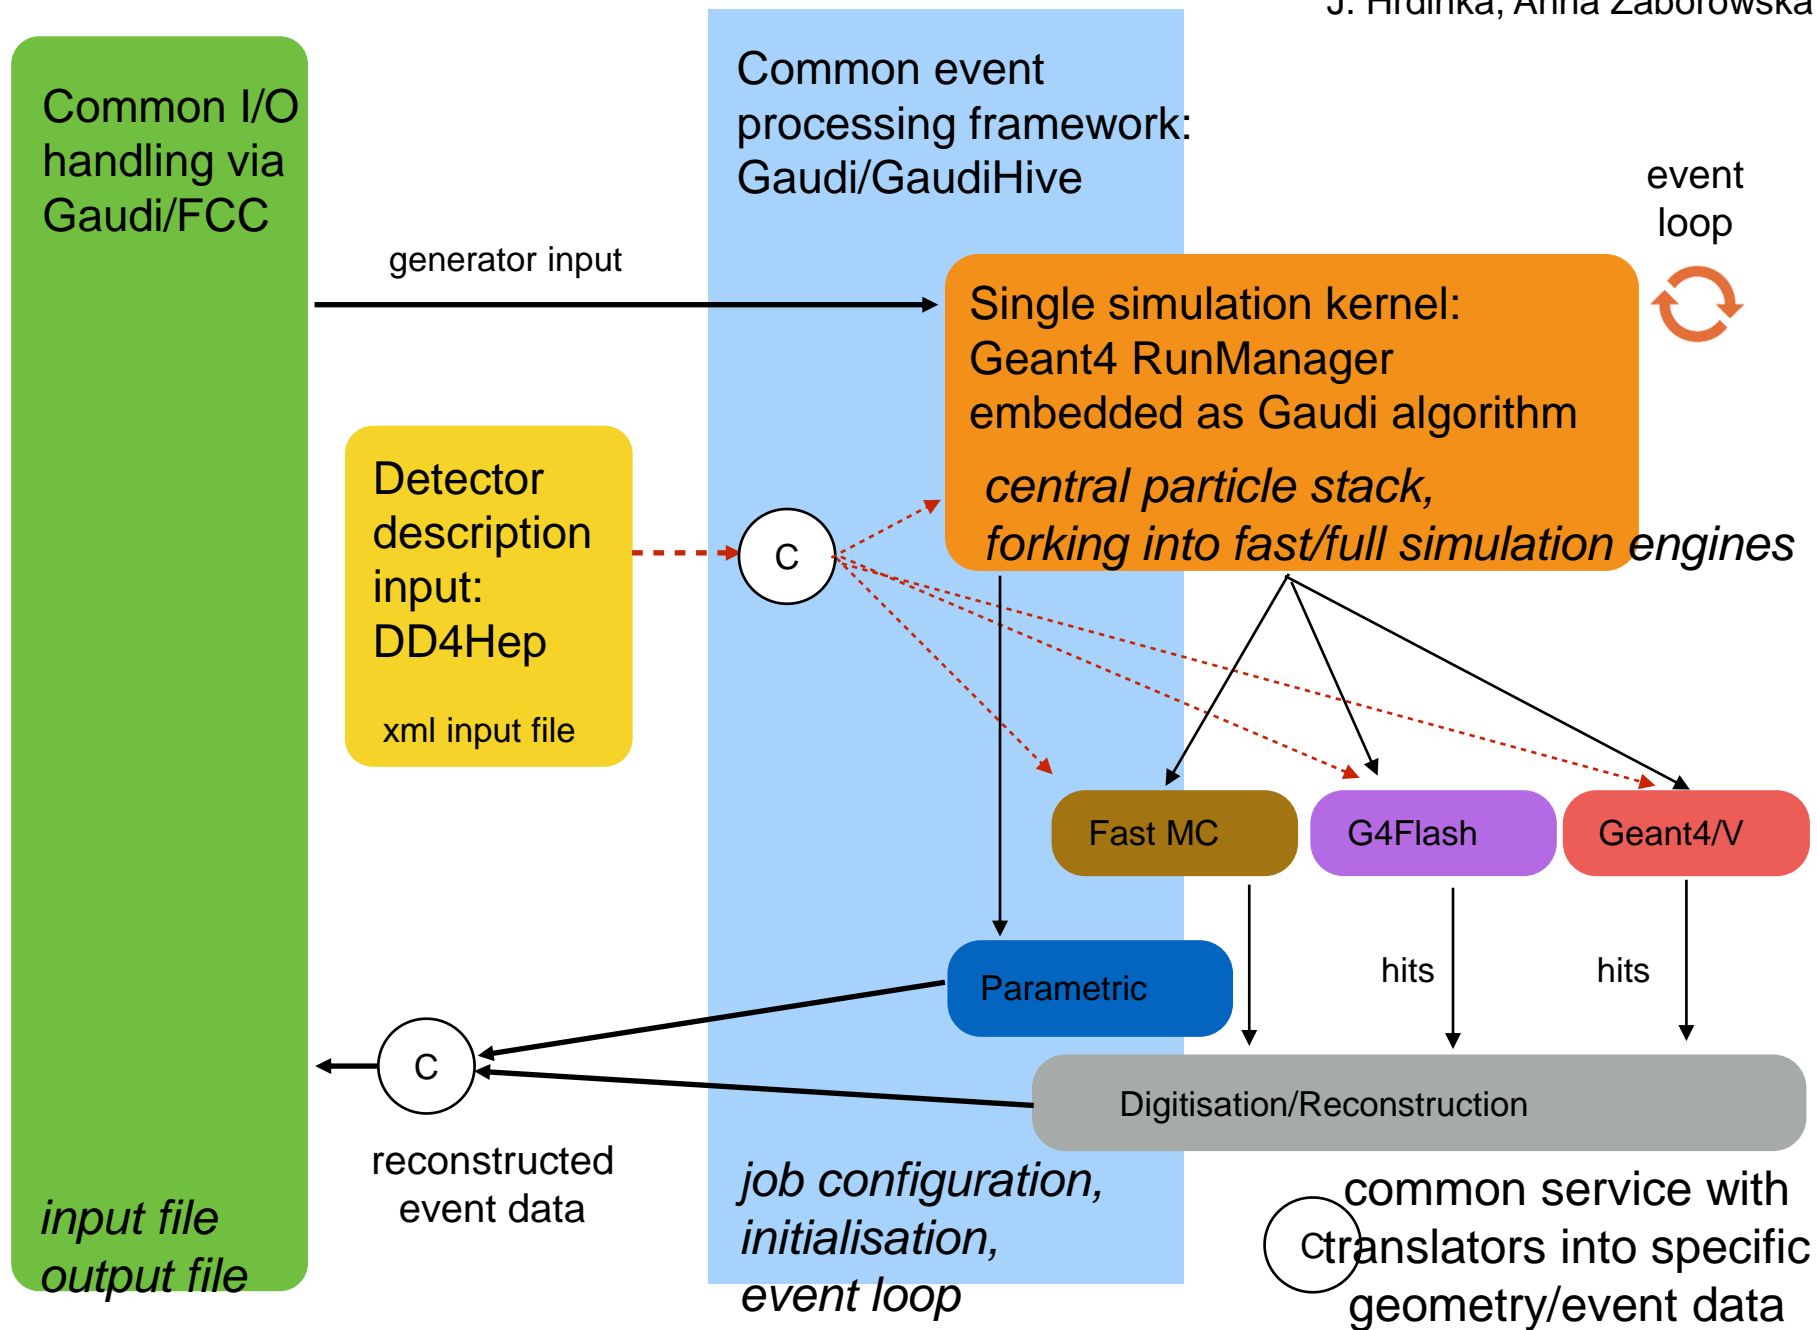 J. Hrdinka, Anna Zaborowska
Common I/O
handling via
Gaudi/FCC
Common event
processing framework:
Gaudi/GaudiHive
event
loop
generator input
Single simulation kernel:
Geant4 RunManager
embedded as Gaudi algorithm
central particle stack,
forking into fast/full simulation engines
Detector
description
input:
DD4Hep
xml input file
C
Fast MC
G4Flash
Geant4/V
Parametric
hits
hits
C
Digitisation/Reconstruction
reconstructed
event data
job configuration,
initialisation,
event loop
input file
output file
C
common service with
translators into specific
geometry/event data